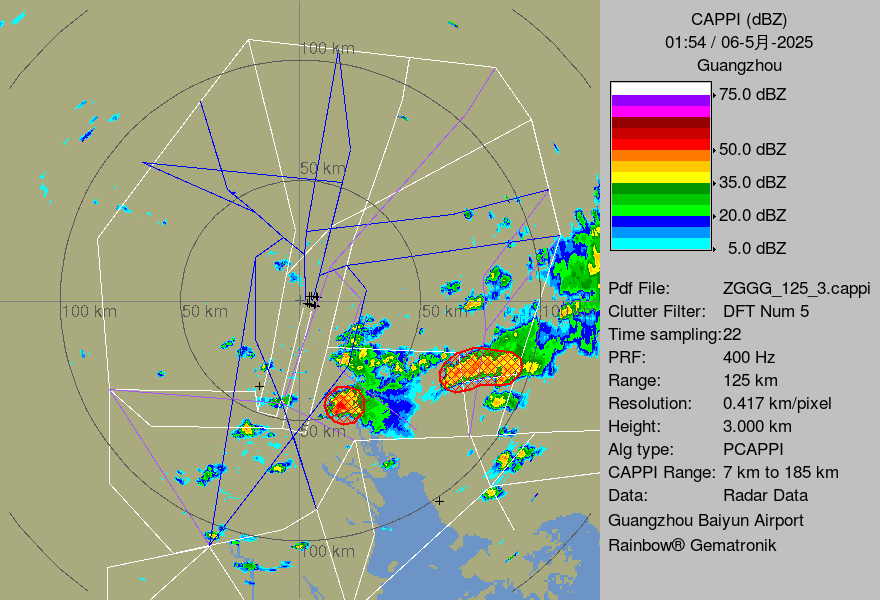 CAPPI (dBZ)
01:54 / 06-5月-2025
Guangzhou
75.0 dBZ
50.0 dBZ
35.0 dBZ
20.0 dBZ
5.0 dBZ
Pdf File: ZGGG_125_3.cappi
Clutter Filter: DFT Num 5
Time sampling:22
PRF: 400 Hz
Range: 125 km
Resolution: 0.417 km/pixel
Height: 3.000 km
Alg type: PCAPPI
CAPPI Range: 7 km to 185 km
Data: Radar Data
Guangzhou Baiyun Airport
Rainbow® Gematronik
100 km
50 km
100 km
50 km
50 km
50 km
100 km